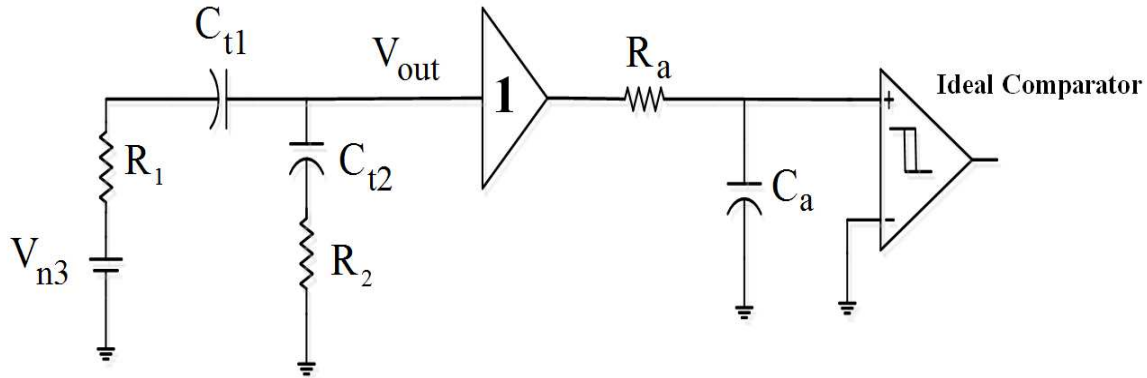 C_t1
V_out
1
R_a
Ideal Comparator
+
R_1
C_t2
C_a
-
V_n3
R_2